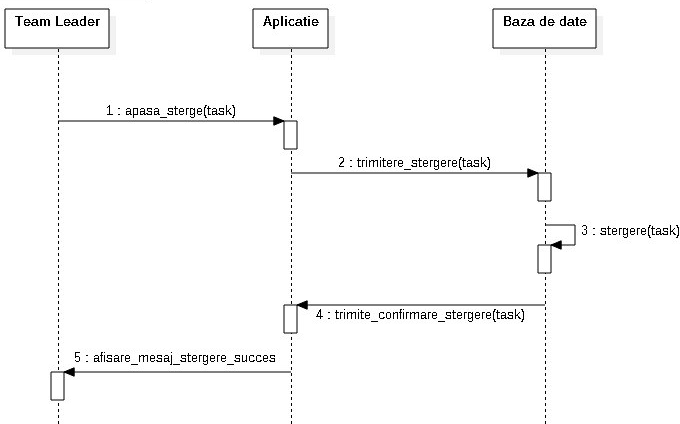 Team Leader
Aplicatie
Baza de date
1 : apasa_sterge(task)
2 : trimitere_stergere(task)
3 : stergere(task)
4 : trimite_confirmare_stergere(task)
5 : afisare_mesaj_stergere_succes